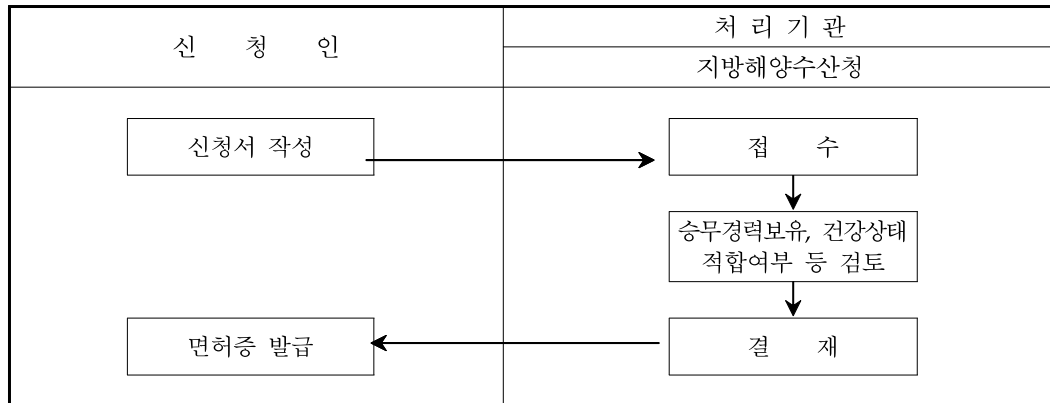 신 청 인
처 리 기 관
지방해양수산청
신청서 작성
접 수
승무경력보유, 건강상태
적합여부 등 검토
면허증 발급
결 재